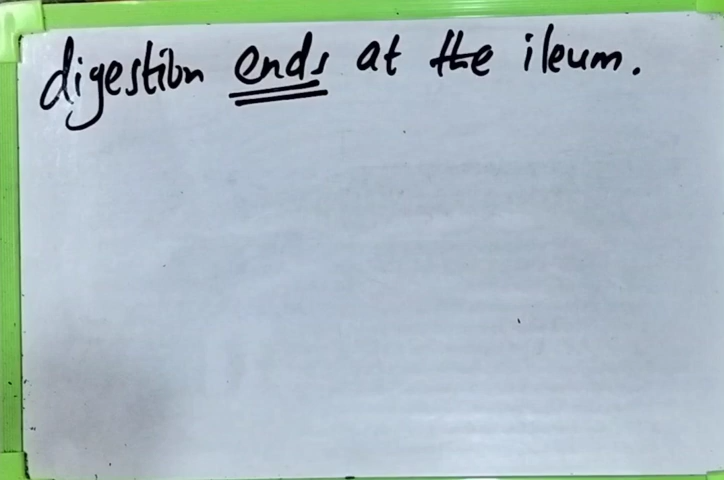 digestion ends at the ileum.